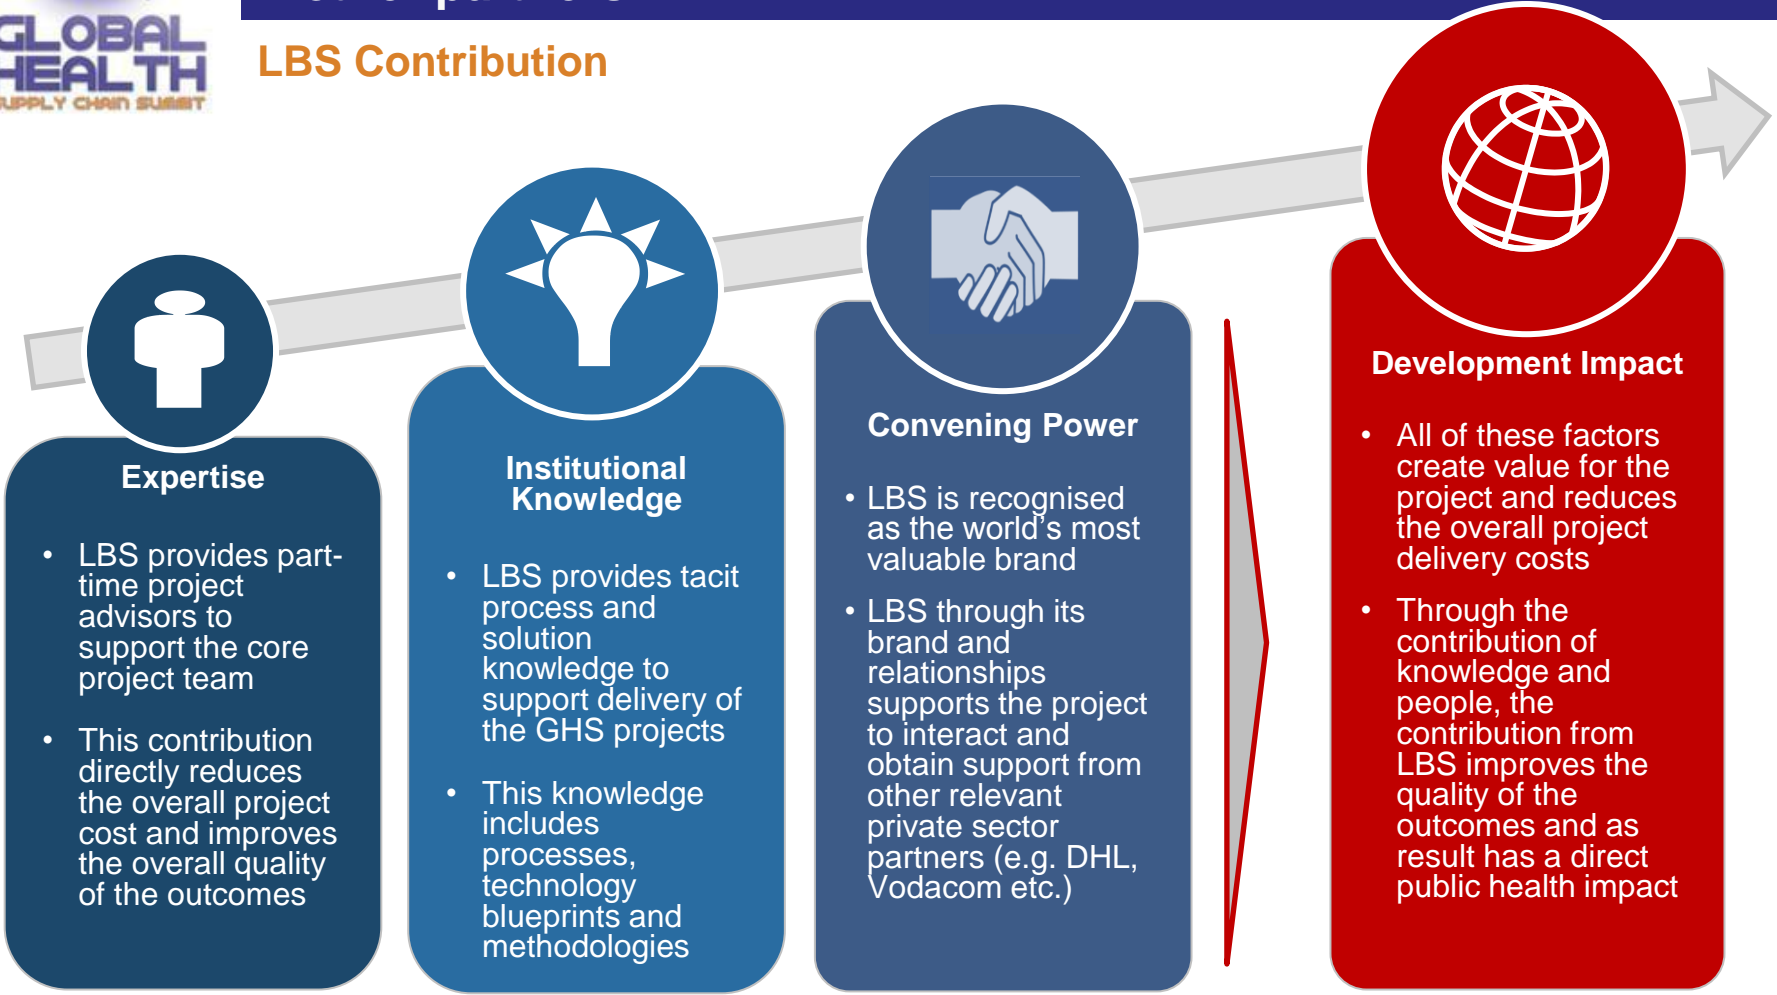 GLOBAL
HEALTH
SUPPLY CHAIN SUMMIT
LBS Contribution
Expertise
• LBS provides part-
time project
advisors to
support the core
project team
• This contribution
directly reduces
the overall project
cost and improves
the overall quality
of the outcomes
Institutional
Knowledge
• LBS provides tacit
process and
solution
knowledge to
support delivery of
the GHS projects
• This knowledge
includes
processes,
technology
blueprints and
methodologies
Convening Power
• LBS is recognised
as the world’s most
valuable brand
• LBS through its
brand and
relationships
supports the project
to interact and
obtain support from
other relevant
private sector
partners (e.g. DHL,
Vodacom etc.)
Development Impact
• All of these factors
create value for the
project and reduces
the overall project
delivery costs
• Through the
contribution of
knowledge and
people, the
contribution from
LBS improves the
quality of the
outcomes and as
result has a direct
public health impact